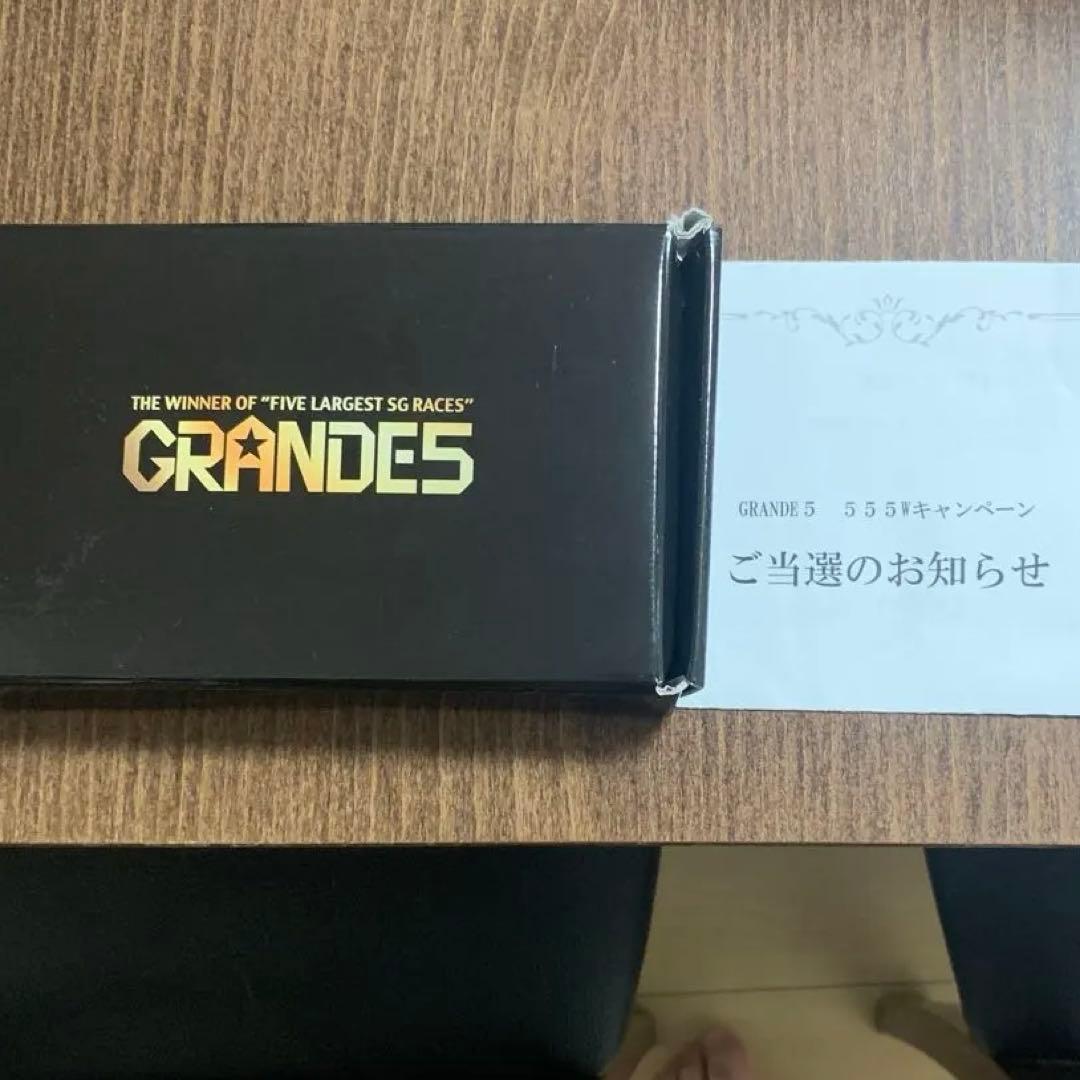 THE WINNER OF "FIVE LARGEST SG RACES"
GRANDE5
GRANDE５　５５５Wキャンペーン
ご当選のお知らせ